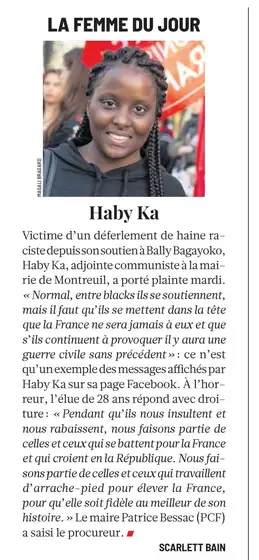 LA FEMME DU JOUR
MAGALI BRAGARD
Haby Ka
Victime d’un déferlement de haine ra-
ciste depuis son soutien à Bally Bagayoko,
Haby Ka, adjointe communiste à la mai-
rie de Montreuil, a porté plainte mardi.
« Normal, entre blacks ils se soutiennent,
mais il faut qu’ils se mettent dans la tête
que la France ne sera jamais à eux et que
s’ils continuent à provoquer il y aura une
guerre civile sans précédent » : ce n’est
qu’un exemple des messages affichés par
Haby Ka sur sa page Facebook. À l’hor-
reur, l’élue de 28 ans répond avec droi-
ture : « Pendant qu’ils nous insultent et
nous rabaissent, nous faisons partie de
celles et ceux qui se battent pour la France
et qui croient en la République. Nous fai-
sons partie de celles et ceux qui travaillent
d’arrache-pied pour élever la France,
pour qu’elle soit fidèle au meilleur de son
histoire. » Le maire Patrice Bessac (PCF)
a saisi le procureur.
SCARLETT BAIN